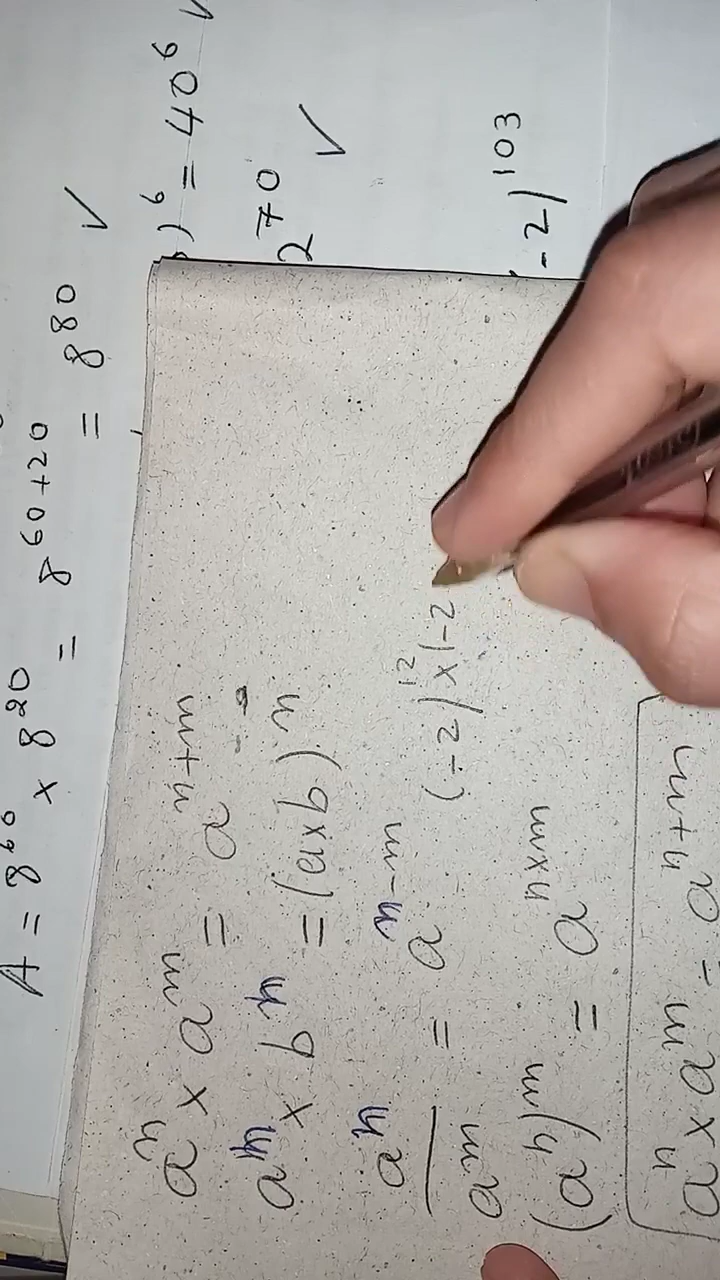 A = 8⁶⁰ × 8²⁰ = 8⁶⁰⁺²⁰ = 8⁸⁰ ✓
)⁶ = 40⁶ ✓
2⁷⁰ ✓
-2)¹⁰³
aⁿ × aᵐ = aⁿ⁺ᵐ
aⁿ × bⁿ = (a×b)ⁿ
aⁿ/aᵐ = aⁿ⁻ᵐ
(-2)¹² × (-2
(aⁿ)ᵐ = aⁿˣᵐ
aⁿ × aᵐ = aⁿ⁺ᵐ